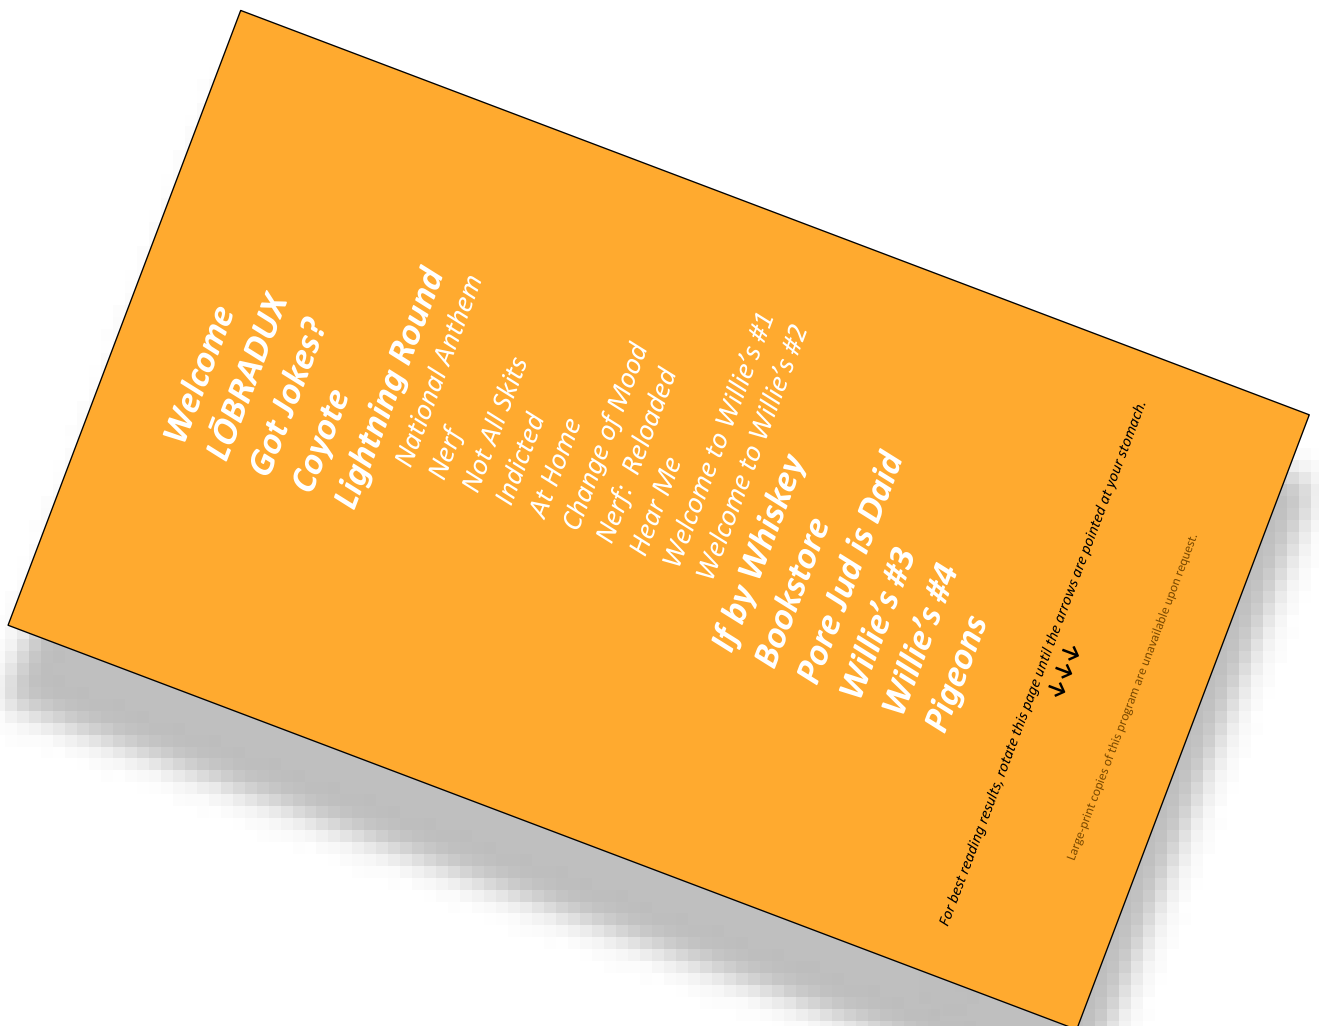 Welcome
LŌBRADUX
Got Jokes?
Coyote
Lightning Round
National Anthem
Nerf
Not All Skits
Indicted
At Home
Change of Mood
Nerf: Reloaded
Hear Me
Welcome to Willie’s #1
Welcome to Willie’s #2
If by Whiskey
Bookstore
Pore Jud is Daid
Willie’s #3
Willie’s #4
Pigeons
For best reading results, rotate this page until the arrows are pointed at your stomach.
↓↓↓
Large-print copies of this program are unavailable upon request.